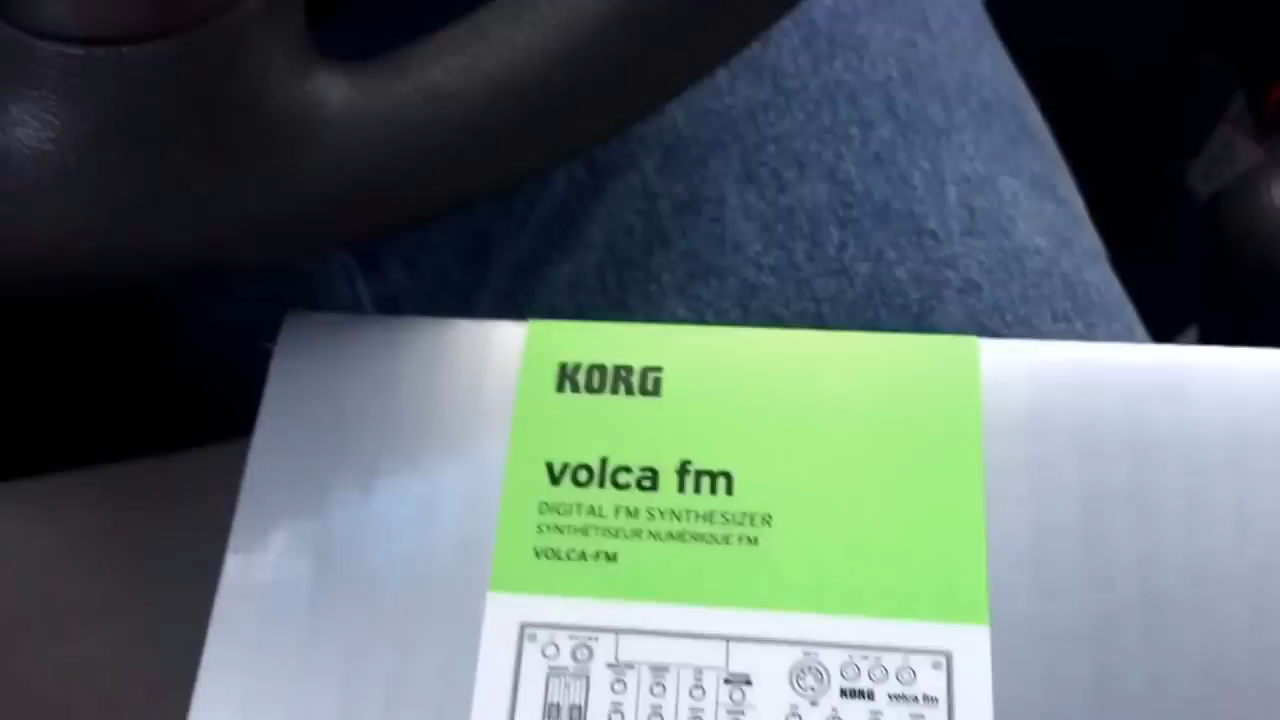 KORG
volca fm
DIGITAL FM SYNTHESIZER
SYNTHÉTISEUR NUMÉRIQUE FM
VOLCA-FM
KORG volca fm